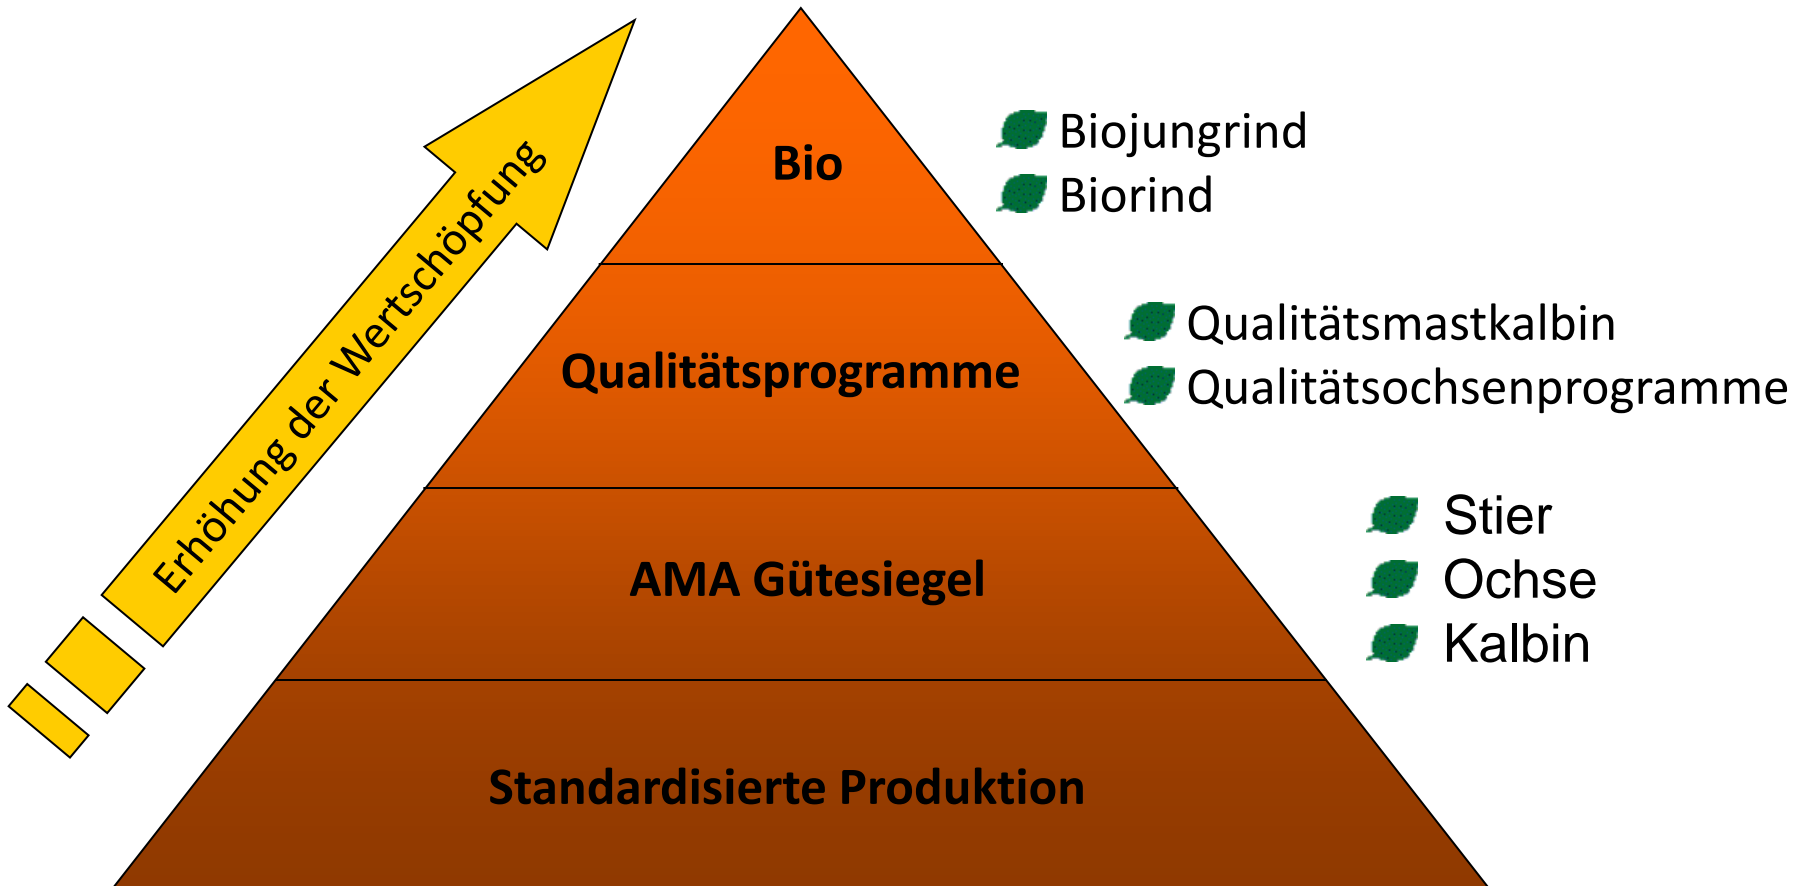 Erhöhung der Wertschöpfung
Bio
Biojungrind
Biorind
Qualitätsprogramme
Qualitätsmastkalbin
Qualitätsochsenprogramme
AMA Gütesiegel
Stier
Ochse
Kalbin
Standardisierte Produktion